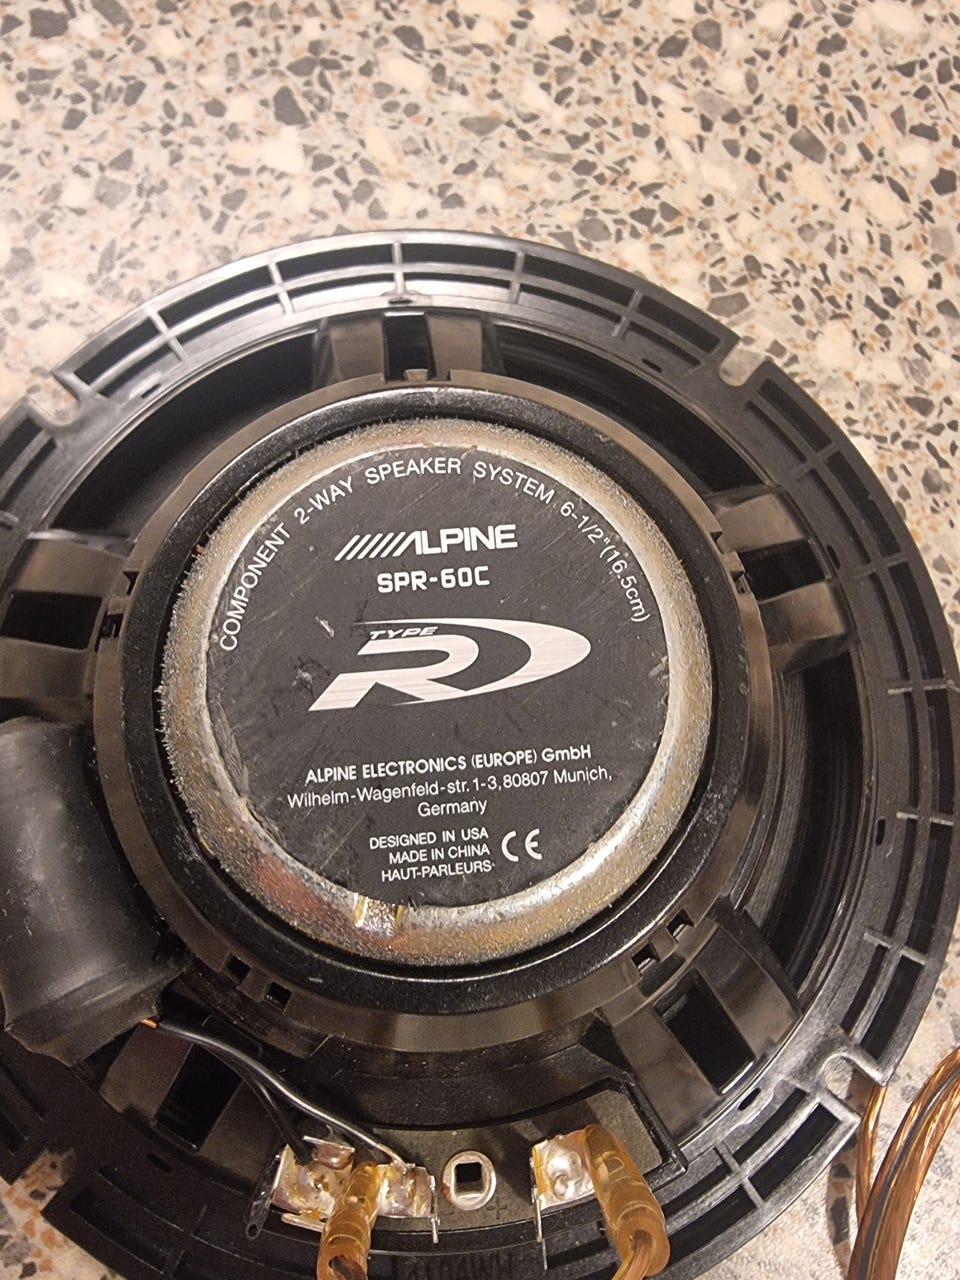 COMPONENT 2-WAY SPEAKER SYSTEM 6-1/2"(16.5cm)
ALPINE
SPR-60C
TYPE
R
ALPINE ELECTRONICS (EUROPE) GmbH
Wilhelm-Wagenfeld-str. 1-3, 80807 Munich,
Germany
DESIGNED IN USA
MADE IN CHINA
HAUT-PARLEURS
CE